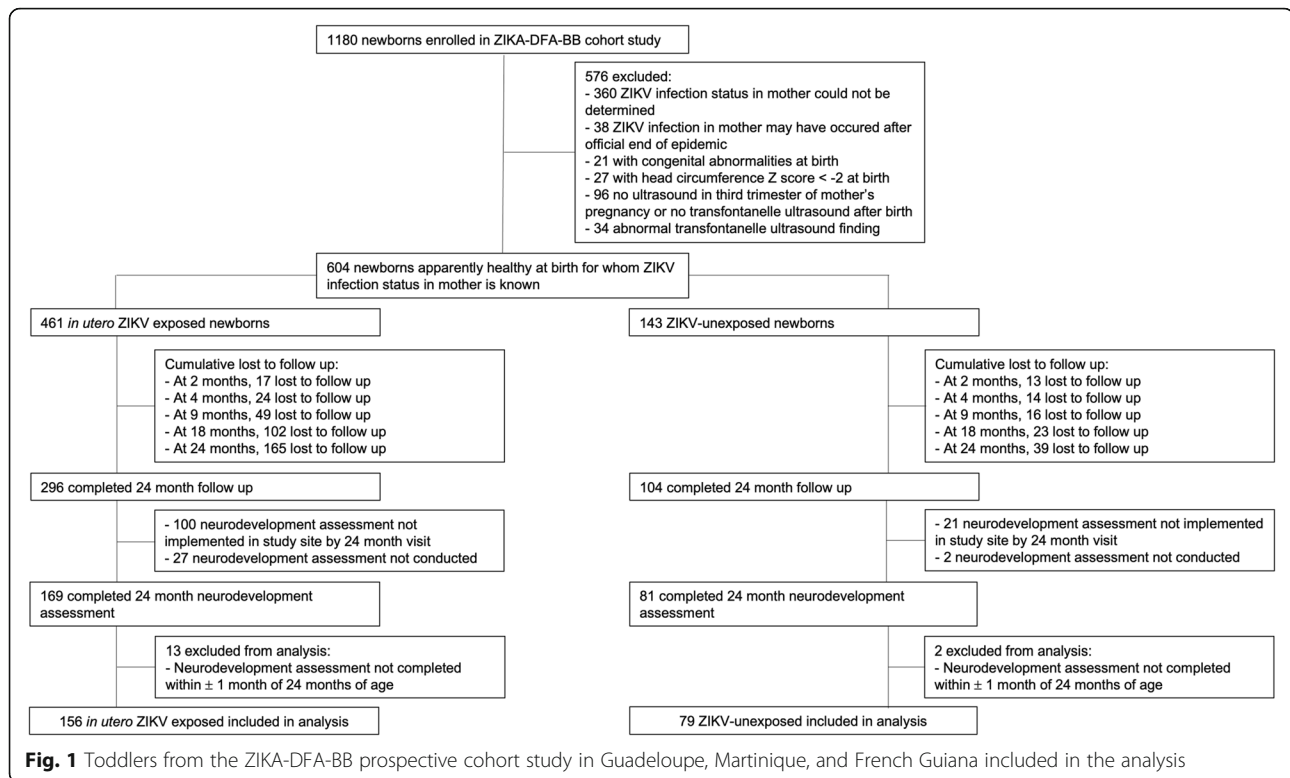 1180 newborns enrolled in ZIKA-DFA-BB cohort study
576 excluded:
- 360 ZIKV infection status in mother could not be
determined
- 38 ZIKV infection in mother may have occured after
official end of epidemic
- 21 with congenital abnormalities at birth
- 27 with head circumference Z score < -2 at birth
- 96 no ultrasound in third trimester of mother's
pregnancy or no transfontanelle ultrasound after birth
- 34 abnormal transfontanelle ultrasound finding
604 newborns apparently healthy at birth for whom ZIKV
infection status in mother is known
461 in utero ZIKV exposed newborns
143 ZIKV-unexposed newborns
Cumulative lost to follow up:
- At 2 months, 17 lost to follow up
- At 4 months, 24 lost to follow up
- At 9 months, 49 lost to follow up
- At 18 months, 102 lost to follow up
- At 24 months, 165 lost to follow up
Cumulative lost to follow up:
- At 2 months, 13 lost to follow up
- At 4 months, 14 lost to follow up
- At 9 months, 16 lost to follow up
- At 18 months, 23 lost to follow up
- At 24 months, 39 lost to follow up
296 completed 24 month follow up
104 completed 24 month follow up
- 100 neurodevelopment assessment not
implemented in study site by 24 month visit
- 27 neurodevelopment assessment not conducted
- 21 neurodevelopment assessment not implemented
in study site by 24 month visit
- 2 neurodevelopment assessment not conducted
169 completed 24 month neurodevelopment
assessment
81 completed 24 month neurodevelopment
assessment
13 excluded from analysis:
- Neurodevelopment assessment not completed
within ± 1 month of 24 months of age
2 excluded from analysis:
- Neurodevelopment assessment not completed
within ± 1 month of 24 months of age
156 in utero ZIKV exposed included in analysis
79 ZIKV-unexposed included in analysis
Fig. 1 Toddlers from the ZIKA-DFA-BB prospective cohort study in Guadeloupe, Martinique, and French Guiana included in the analysis